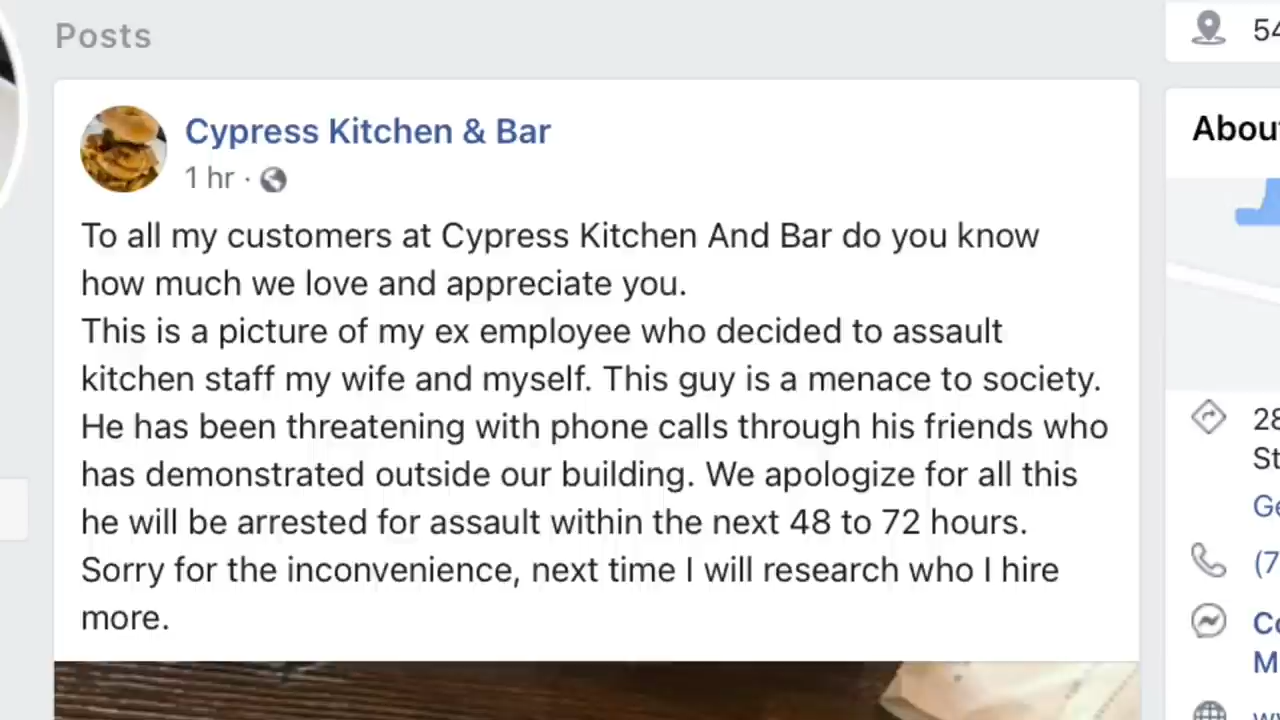 Posts
Cypress Kitchen & Bar
1 hr ·
To all my customers at Cypress Kitchen And Bar do you know
how much we love and appreciate you.
This is a picture of my ex employee who decided to assault
kitchen staff my wife and myself. This guy is a menace to society.
He has been threatening with phone calls through his friends who
has demonstrated outside our building. We apologize for all this
he will be arrested for assault within the next 48 to 72 hours.
Sorry for the inconvenience, next time I will research who I hire
more.
54
Abou
28
St
Ge
(7
Co
M